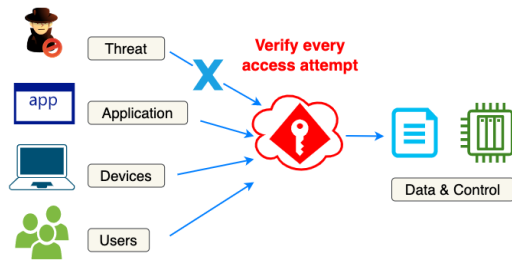 Threat
Verify every
access attempt
app
Application
Devices
Data & Control
Users